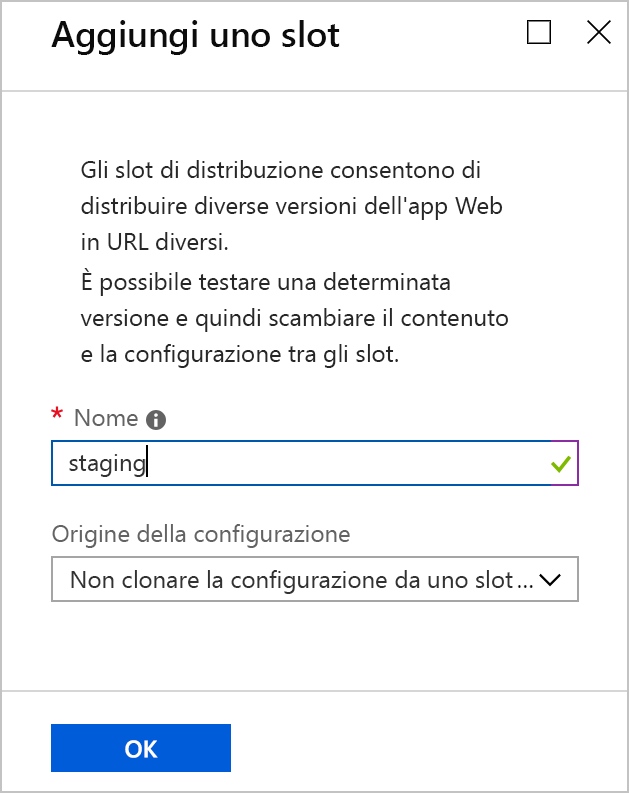 Aggiungi uno slot
Gli slot di distribuzione consentono di
distribuire diverse versioni dell'app Web
in URL diversi.
È possibile testare una determinata
versione e quindi scambiare il contenuto
e la configurazione tra gli slot.
* Nome
staging
Origine della configurazione
Non clonare la configurazione da uno slot ...
OK